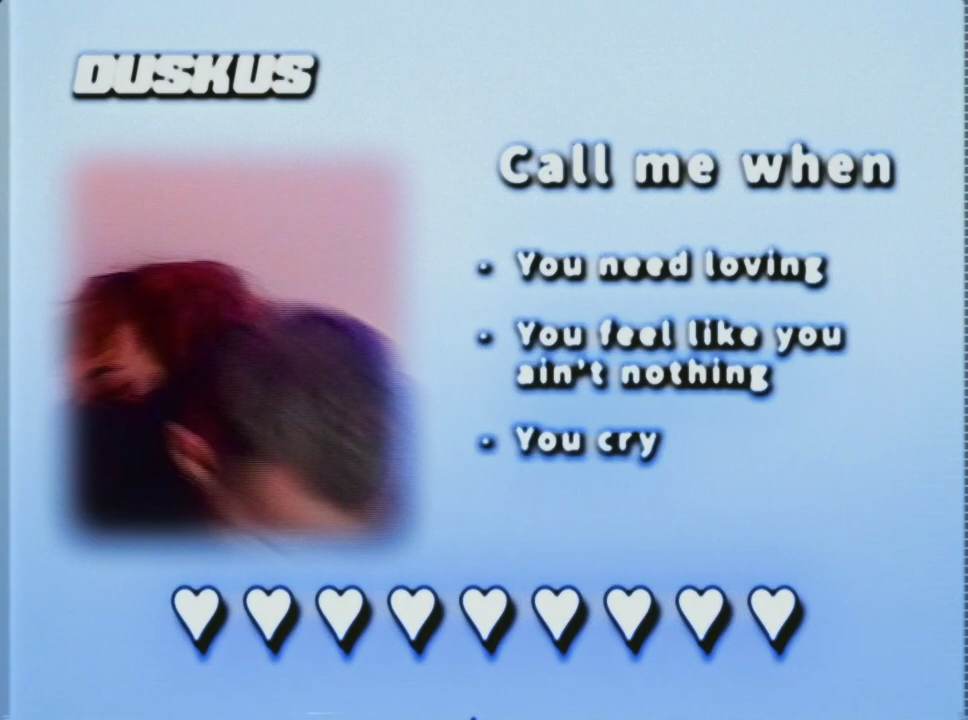 DUSKUS
Call me when
• You need loving
• You feel like you
ain't nothing
• You cry